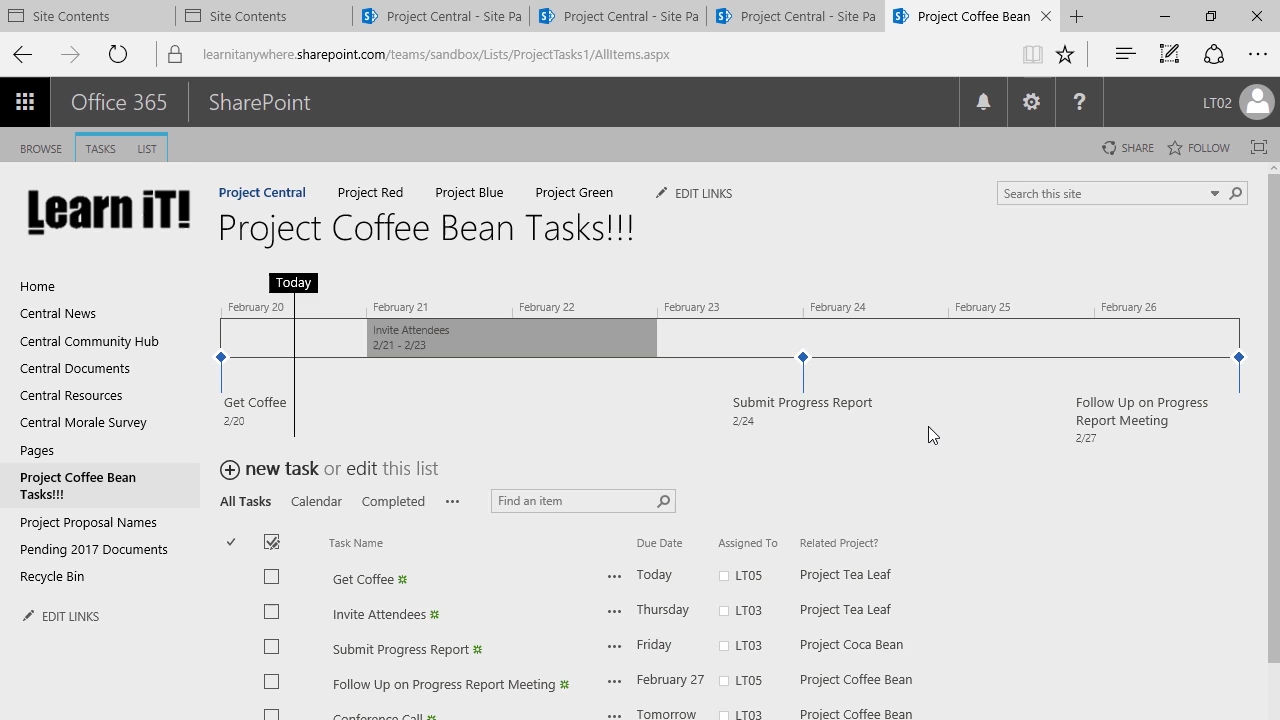 Site Contents
Site Contents
Project Central - Site Pa
Project Central - Site Pa
Project Central - Site Pa
Project Coffee Bean
learnitanywhere.sharepoint.com/teams/sandbox/Lists/ProjectTasks1/AllItems.aspx
Office 365
SharePoint
?
LT02
BROWSE
TASKS
LIST
SHARE
FOLLOW
Learn iT!
Project Central
Project Red
Project Blue
Project Green
EDIT LINKS
Search this site
Project Coffee Bean Tasks!!!
Home
Central News
Central Community Hub
Central Documents
Central Resources
Central Morale Survey
Pages
Project Coffee Bean
Tasks!!!
Project Proposal Names
Pending 2017 Documents
Recycle Bin
EDIT LINKS
Today
February 20
February 21
February 22
February 23
February 24
February 25
February 26
Invite Attendees
2/21 - 2/23
Get Coffee
2/20
Submit Progress Report
2/24
Follow Up on Progress
Report Meeting
2/27
new task or edit this list
All Tasks
Calendar
Completed
Find an item
Task Name
Due Date
Assigned To
Related Project?
Get Coffee
Today
LT05
Project Tea Leaf
Invite Attendees
Thursday
LT03
Project Tea Leaf
Submit Progress Report
Friday
LT03
Project Coca Bean
Follow Up on Progress Report Meeting
February 27
LT05
Project Coffee Bean
Conference Call
Tomorrow
LT03
Project Coffee Bean